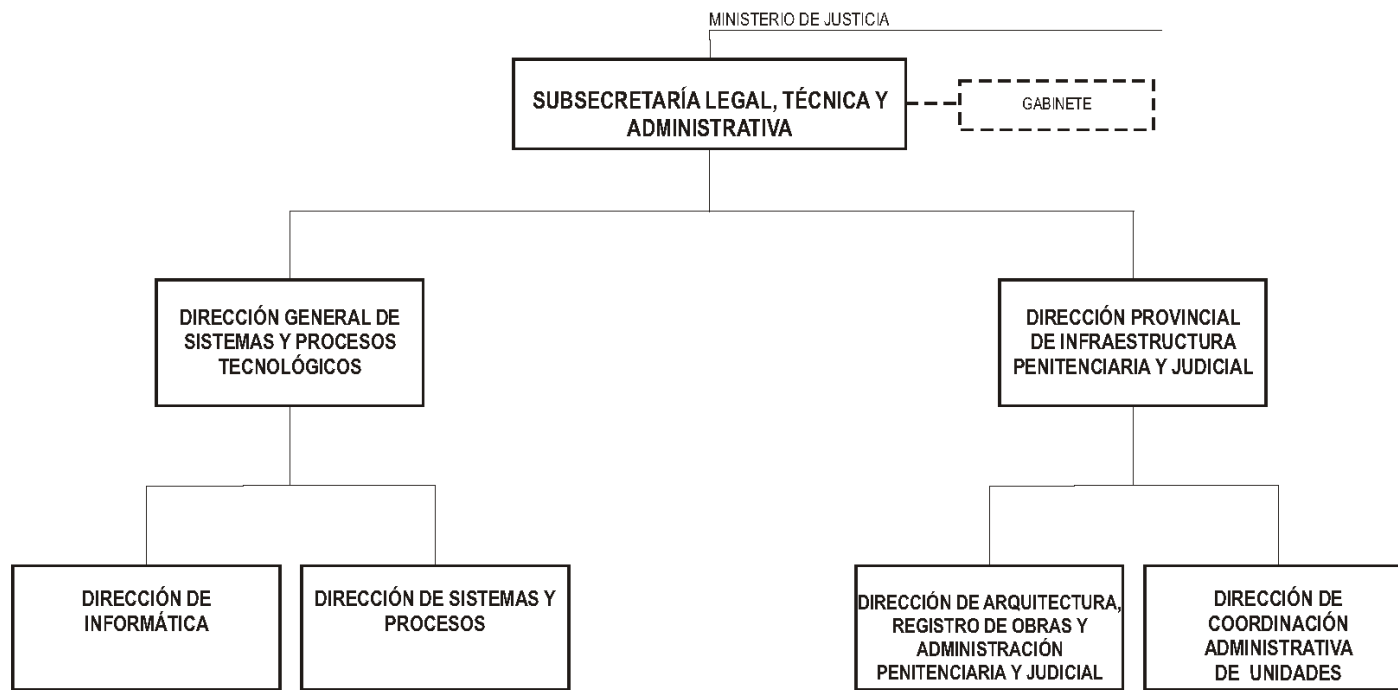 MINISTERIO DE JUSTICIA
SUBSECRETARÍA LEGAL, TÉCNICA Y
ADMINISTRATIVA
GABINETE
DIRECCIÓN GENERAL DE
SISTEMAS Y PROCESOS
TECNOLÓGICOS
DIRECCIÓN PROVINCIAL
DE INFRAESTRUCTURA
PENITENCIARIA Y JUDICIAL
DIRECCIÓN DE
INFORMÁTICA
DIRECCIÓN DE SISTEMAS Y
PROCESOS
DIRECCIÓN DE ARQUITECTURA,
REGISTRO DE OBRAS Y
ADMINISTRACIÓN
PENITENCIARIA Y JUDICIAL
DIRECCIÓN DE
COORDINACIÓN
ADMINISTRATIVA
DE UNIDADES